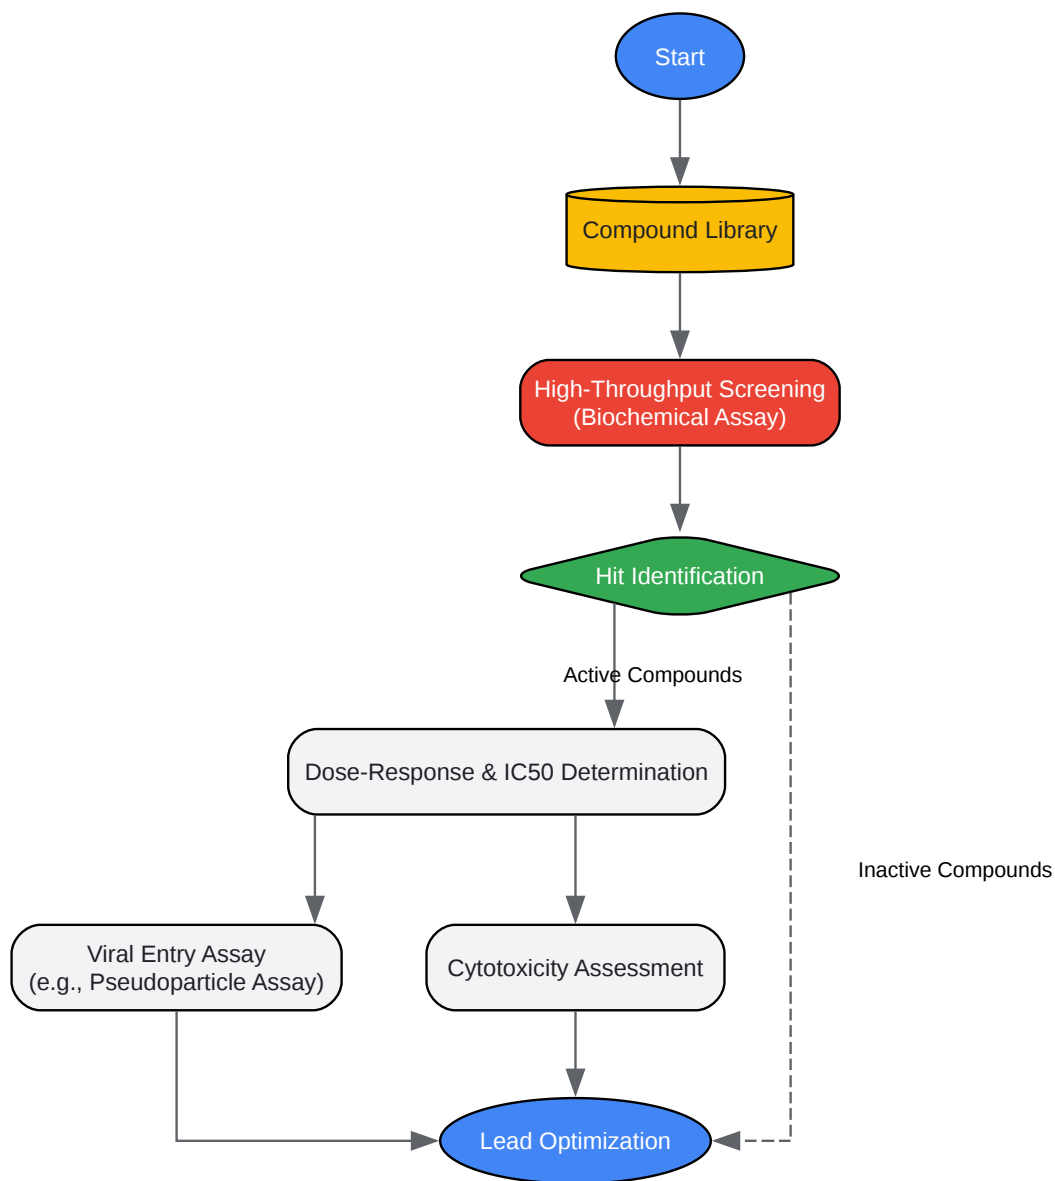 Start
Compound Library
High-Throughput Screening
(Biochemical Assay)
Hit Identification
Active Compounds
Dose-Response & IC50 Determination
Inactive Compounds
Viral Entry Assay
(e.g., Pseudoparticle Assay)
Cytotoxicity Assessment
Lead Optimization